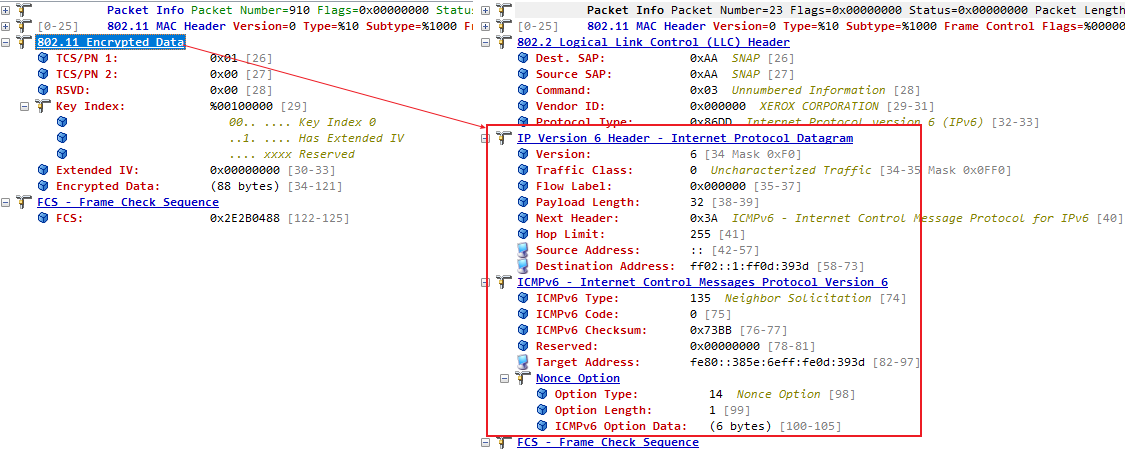 Packet Info Packet Number=910 Flags=0x00000000 Status=
[0-25] 802.11 MAC Header Version=0 Type=%10 Subtype=%1000 Fr
802.11 Encrypted Data
TCS/PN 1: 0x01 [26]
TCS/PN 2: 0x00 [27]
RSVD: 0x00 [28]
Key Index: %00100000 [29]
00.. .... Key Index 0
..1. .... Has Extended IV
.... xxxx Reserved
Extended IV: 0x00000000 [30-33]
Encrypted Data: (88 bytes) [34-121]
FCS - Frame Check Sequence
FCS: 0x2E2B0488 [122-125]
Packet Info Packet Number=23 Flags=0x00000000 Status=0x00000000 Packet Length
[0-25] 802.11 MAC Header Version=0 Type=%10 Subtype=%1000 Frame Control Flags=%00000
802.2 Logical Link Control (LLC) Header
Dest. SAP: 0xAA SNAP [26]
Source SAP: 0xAA SNAP [27]
Command: 0x03 Unnumbered Information [28]
Vendor ID: 0x000000 XEROX CORPORATION [29-31]
Protocol Type: 0x86DD Internet Protocol version 6 (IPv6) [32-33]
IP Version 6 Header - Internet Protocol Datagram
Version: 6 [34 Mask 0xF0]
Traffic Class: 0 Uncharacterized Traffic [34-35 Mask 0x0FF0]
Flow Label: 0x000000 [35-37]
Payload Length: 32 [38-39]
Next Header: 0x3A ICMPv6 - Internet Control Message Protocol for IPv6 [40]
Hop Limit: 255 [41]
Source Address: :: [42-57]
Destination Address: ff02::1:ff0d:393d [58-73]
ICMPv6 - Internet Control Messages Protocol Version 6
ICMPv6 Type: 135 Neighbor Solicitation [74]
ICMPv6 Code: 0 [75]
ICMPv6 Checksum: 0x73BB [76-77]
Reserved: 0x00000000 [78-81]
Target Address: fe80::385e:6eff:fe0d:393d [82-97]
Nonce Option
Option Type: 14 Nonce Option [98]
Option Length: 1 [99]
ICMPv6 Option Data: (6 bytes) [100-105]
FCS - Frame Check Sequence